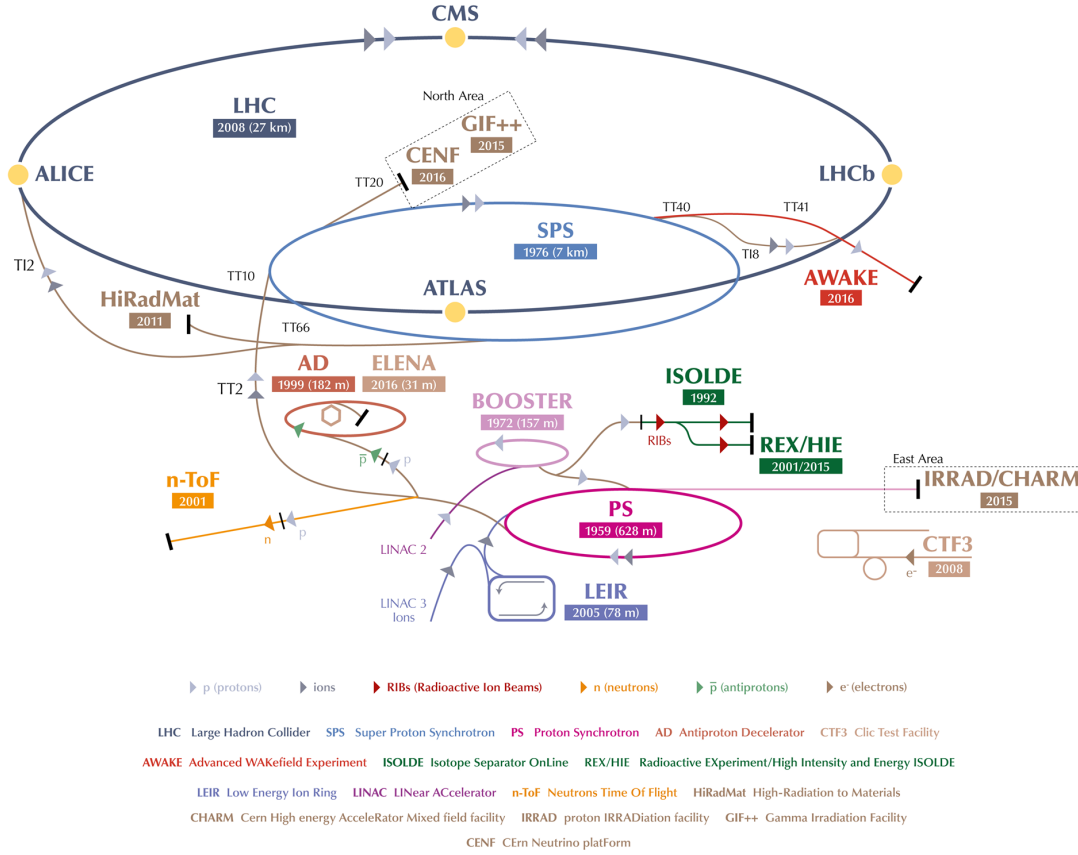 CMS
North Area
LHC
2008 (27 km)
GIF++
2015
CENF
2016
ALICE
LHCb
TT20
TT40
TT41
SPS
1976 (7 km)
TI8
TI2
TT10
AWAKE
2016
ATLAS
HiRadMat
2011
TT66
AD
1999 (182 m)
ELENA
2016 (31 m)
TT2
ISOLDE
1992
BOOSTER
1972 (157 m)
RIBs
REX/HIE
2001/2015
p̅
p
East Area
n-ToF
2001
IRRAD/CHARM
2015
PS
1959 (628 m)
n
p
LINAC 2
CTF3
2008
e-
LEIR
2005 (78 m)
LINAC 3
Ions
p (protons) ions RIBs (Radioactive Ion Beams) n (neutrons) p̅ (antiprotons) e- (electrons)
LHC Large Hadron Collider SPS Super Proton Synchrotron PS Proton Synchrotron AD Antiproton Decelerator CTF3 Clic Test Facility
AWAKE Advanced WAKefield Experiment ISOLDE Isotope Separator OnLine REX/HIE Radioactive EXperiment/High Intensity and Energy ISOLDE
LEIR Low Energy Ion Ring LINAC LINear ACcelerator n-ToF Neutrons Time Of Flight HiRadMat High-Radiation to Materials
CHARM Cern High energy AcceleRator Mixed field facility IRRAD proton IRRADiation facility GIF++ Gamma Irradiation Facility
CENF CErn Neutrino platForm